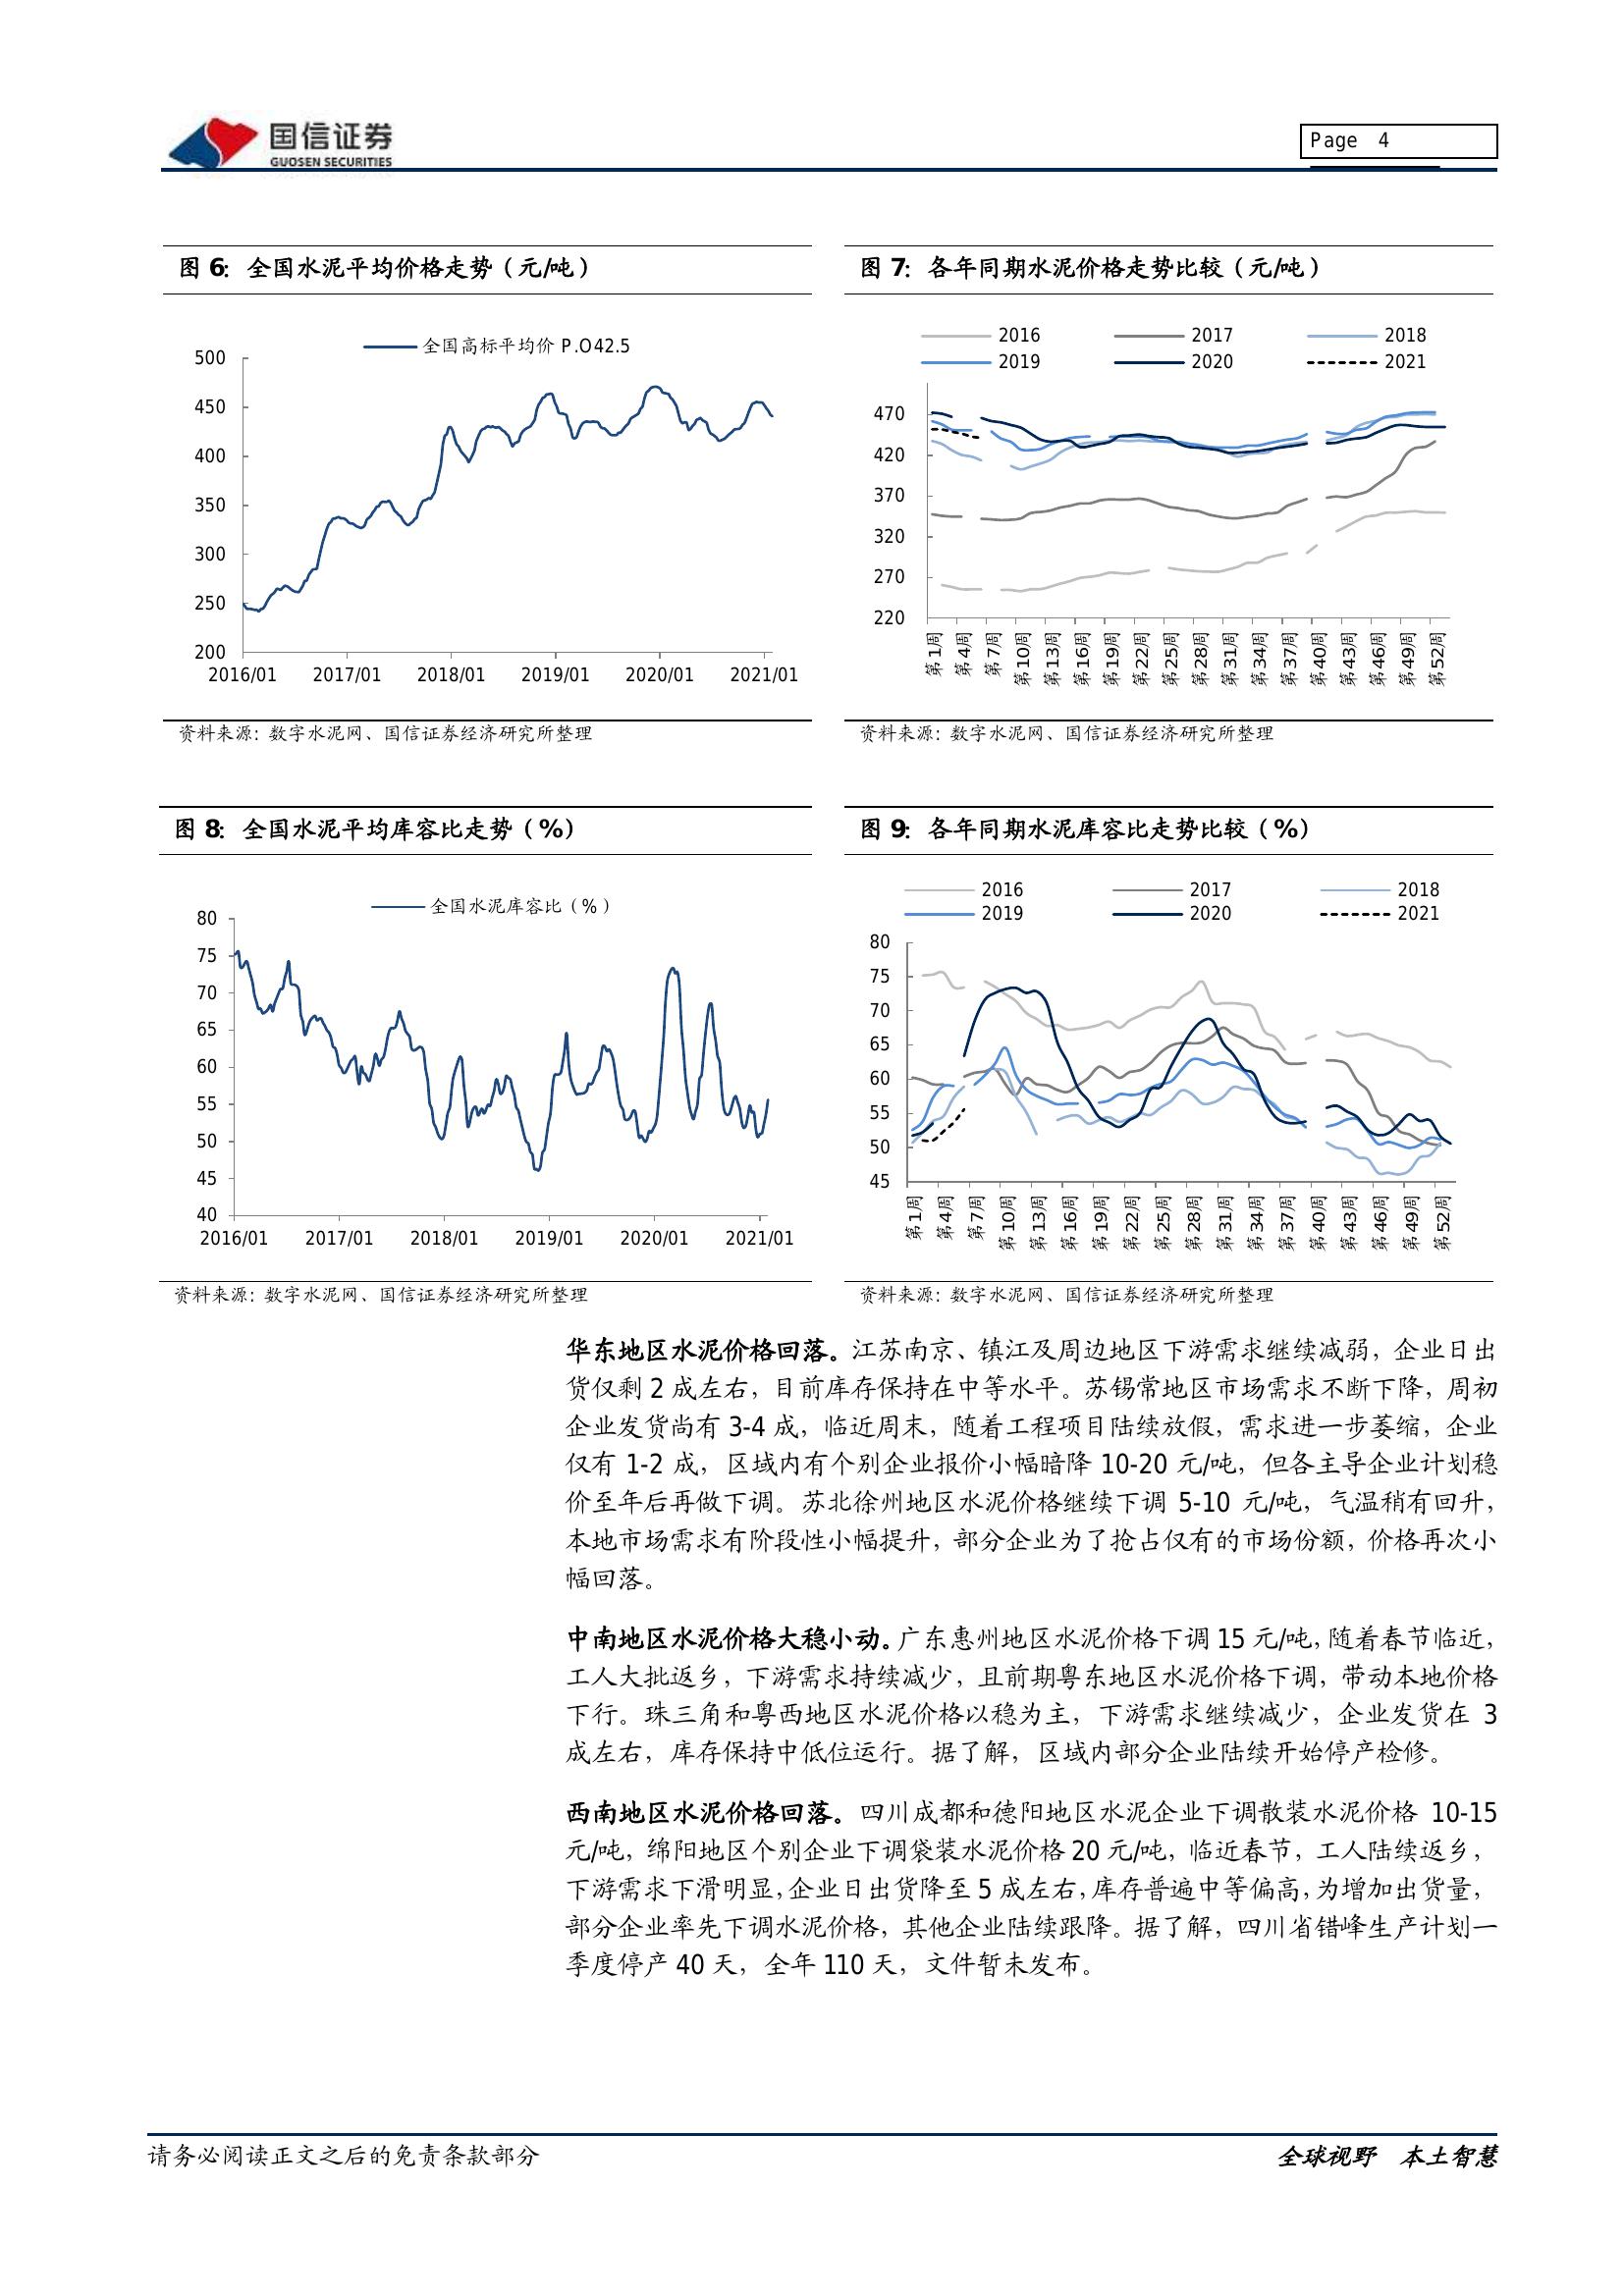 国信证券
GUOSEN SECURITIES
Page 4
图 6：全国水泥平均价格走势（元/吨）
全国高标平均价 P.O42.5
500
450
400
350
300
250
200
2016/01 2017/01 2018/01 2019/01 2020/01 2021/01
资料来源：数字水泥网、国信证券经济研究所整理
图 7：各年同期水泥价格走势比较（元/吨）
2016 2017 2018
2019 2020 2021
470
420
370
320
270
220
第1周 第4周 第7周 第10周 第13周 第16周 第19周 第22周 第25周 第28周 第31周 第34周 第37周 第40周 第43周 第46周 第49周 第52周
资料来源：数字水泥网、国信证券经济研究所整理
图 8：全国水泥平均库容比走势（%）
全国水泥库容比（%）
80
75
70
65
60
55
50
45
40
2016/01 2017/01 2018/01 2019/01 2020/01 2021/01
资料来源：数字水泥网、国信证券经济研究所整理
图 9：各年同期水泥库容比走势比较（%）
2016 2017 2018
2019 2020 2021
80
75
70
65
60
55
50
45
第1周 第4周 第7周 第10周 第13周 第16周 第19周 第22周 第25周 第28周 第31周 第34周 第37周 第40周 第43周 第46周 第49周 第52周
资料来源：数字水泥网、国信证券经济研究所整理
华东地区水泥价格回落。江苏南京、镇江及周边地区下游需求继续减弱，企业日出
货仅剩 2 成左右，目前库存保持在中等水平。苏锡常地区市场需求不断下降，周初
企业发货尚有 3-4 成，临近周末，随着工程项目陆续放假，需求进一步萎缩，企业
仅有 1-2 成，区域内有个别企业报价小幅暗降 10-20 元/吨，但各主导企业计划稳
价至年后再做下调。苏北徐州地区水泥价格继续下调 5-10 元/吨，气温稍有回升，
本地市场需求有阶段性小幅提升，部分企业为了抢占仅有的市场份额，价格再次小
幅回落。
中南地区水泥价格大稳小动。广东惠州地区水泥价格下调 15 元/吨，随着春节临近，
工人大批返乡，下游需求持续减少，且前期粤东地区水泥价格下调，带动本地价格
下行。珠三角和粤西地区水泥价格以稳为主，下游需求继续减少，企业发货在 3
成左右，库存保持中低位运行。据了解，区域内部分企业陆续开始停产检修。
西南地区水泥价格回落。四川成都和德阳地区水泥企业下调散装水泥价格 10-15
元/吨，绵阳地区个别企业下调袋装水泥价格 20 元/吨，临近春节，工人陆续返乡，
下游需求下滑明显，企业日出货降至 5 成左右，库存普遍中等偏高，为增加出货量，
部分企业率先下调水泥价格，其他企业陆续跟降。据了解，四川省错峰生产计划一
季度停产 40 天，全年 110 天，文件暂未发布。
请务必阅读正文之后的免责条款部分
全球视野 本土智慧